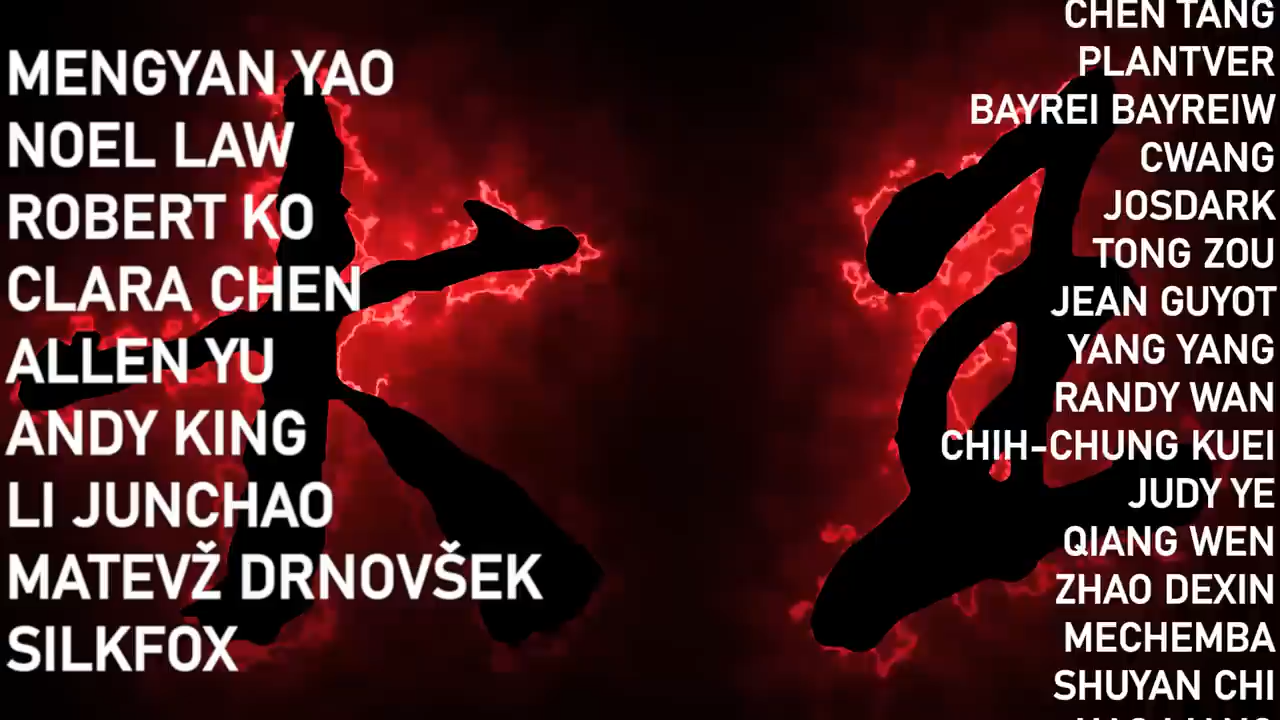 MENGYAN YAO
NOEL LAW
ROBERT KO
CLARA CHEN
ALLEN YU
ANDY KING
LI JUNCHAO
MATEVŽ DRNOVŠEK
SILKFOX
CHEN TANG
PLANTVER
BAYREI BAYREIW
CWANG
JOSDARK
TONG ZOU
JEAN GUYOT
YANG YANG
RANDY WAN
CHIH-CHUNG KUEI
JUDY YE
QIANG WEN
ZHAO DEXIN
MECHEMBA
SHUYAN CHI